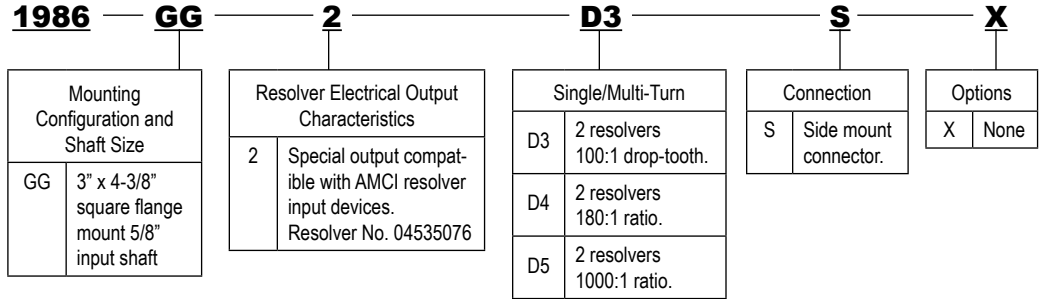 1986 GG 2 D3 S X
Mounting
Configuration and
Shaft Size
GG 3” x 4-3/8”
square flange
mount 5/8”
input shaft
Resolver Electrical Output
Characteristics
2 Special output compat-
ible with AMCI resolver
input devices.
Resolver No. 04535076
Single/Multi-Turn
D3 2 resolvers
100:1 drop-tooth.
D4 2 resolvers
180:1 ratio.
D5 2 resolvers
1000:1 ratio.
Connection
S Side mount
connector.
Options
X None